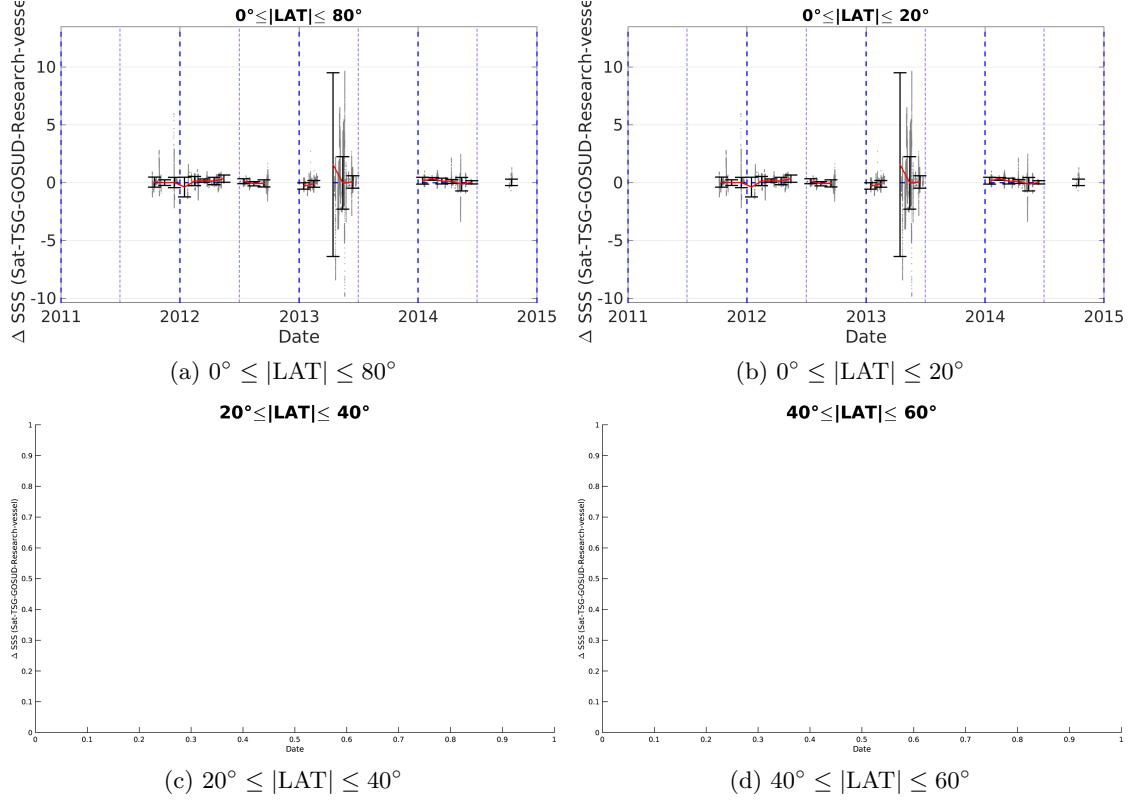 0°≤|LAT|≤ 80°
Δ SSS (Sat-TSG-GOSUD-Research-vesse
10
5
0
-5
-10
2011 2012 2013 2014 2015
Date
(a) 0° ≤ |LAT| ≤ 80°
0°≤|LAT|≤ 20°
Δ SSS (Sat-TSG-GOSUD-Research-vesse
10
5
0
-5
-10
2011 2012 2013 2014 2015
Date
(b) 0° ≤ |LAT| ≤ 20°
20°≤|LAT|≤ 40°
Δ SSS (Sat-TSG-GOSUD-Research-vessel)
1
0.9
0.8
0.7
0.6
0.5
0.4
0.3
0.2
0.1
0
0 0.1 0.2 0.3 0.4 0.5 0.6 0.7 0.8 0.9 1
Date
(c) 20° ≤ |LAT| ≤ 40°
40°≤|LAT|≤ 60°
Δ SSS (Sat-TSG-GOSUD-Research-vessel)
1
0.9
0.8
0.7
0.6
0.5
0.4
0.3
0.2
0.1
0
0 0.1 0.2 0.3 0.4 0.5 0.6 0.7 0.8 0.9 1
Date
(d) 40° ≤ |LAT| ≤ 60°